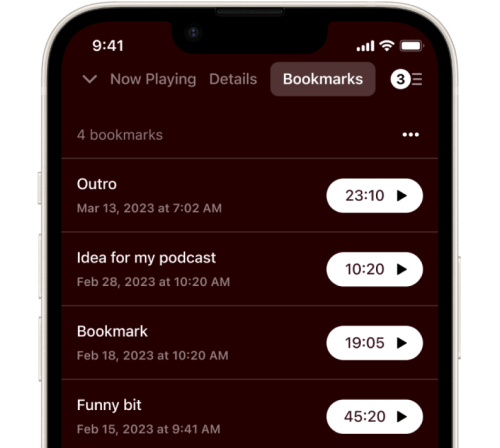 9:41
Now Playing Details Bookmarks 3
4 bookmarks
Outro
Mar 13, 2023 at 7:02 AM
23:10
Idea for my podcast
Feb 28, 2023 at 10:20 AM
10:20
Bookmark
Feb 18, 2023 at 10:20 AM
19:05
Funny bit
Feb 15, 2023 at 9:41 AM
45:20